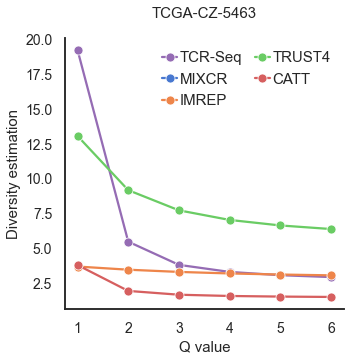 TCGA-CZ-5463
20.0
17.5
15.0
12.5
10.0
7.5
5.0
2.5
Diversity estimation
TCR-Seq TRUST4
MIXCR CATT
IMREP
1 2 3 4 5 6
Q value